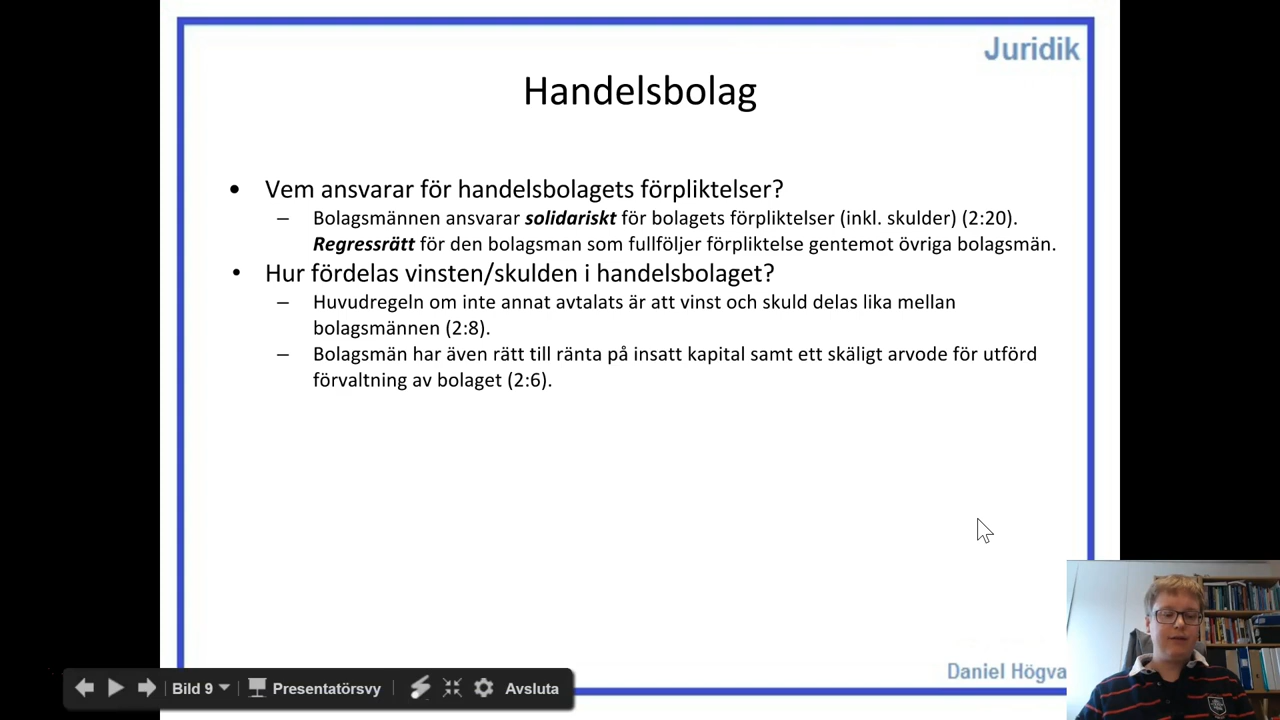 Juridik
Handelsbolag
• Vem ansvarar för handelsbolagets förpliktelser?
– Bolagsmännen ansvarar solidariskt för bolagets förpliktelser (inkl. skulder) (2:20).
Regressrätt för den bolagsman som fullföljer förpliktelse gentemot övriga bolagsmän.
• Hur fördelas vinsten/skulden i handelsbolaget?
– Huvudregeln om inte annat avtalats är att vinst och skuld delas lika mellan
bolagsmännen (2:8).
– Bolagsmän har även rätt till ränta på insatt kapital samt ett skäligt arvode för utförd
förvaltning av bolaget (2:6).
Daniel Högva
Bild 9
Presentatörsvy
Avsluta